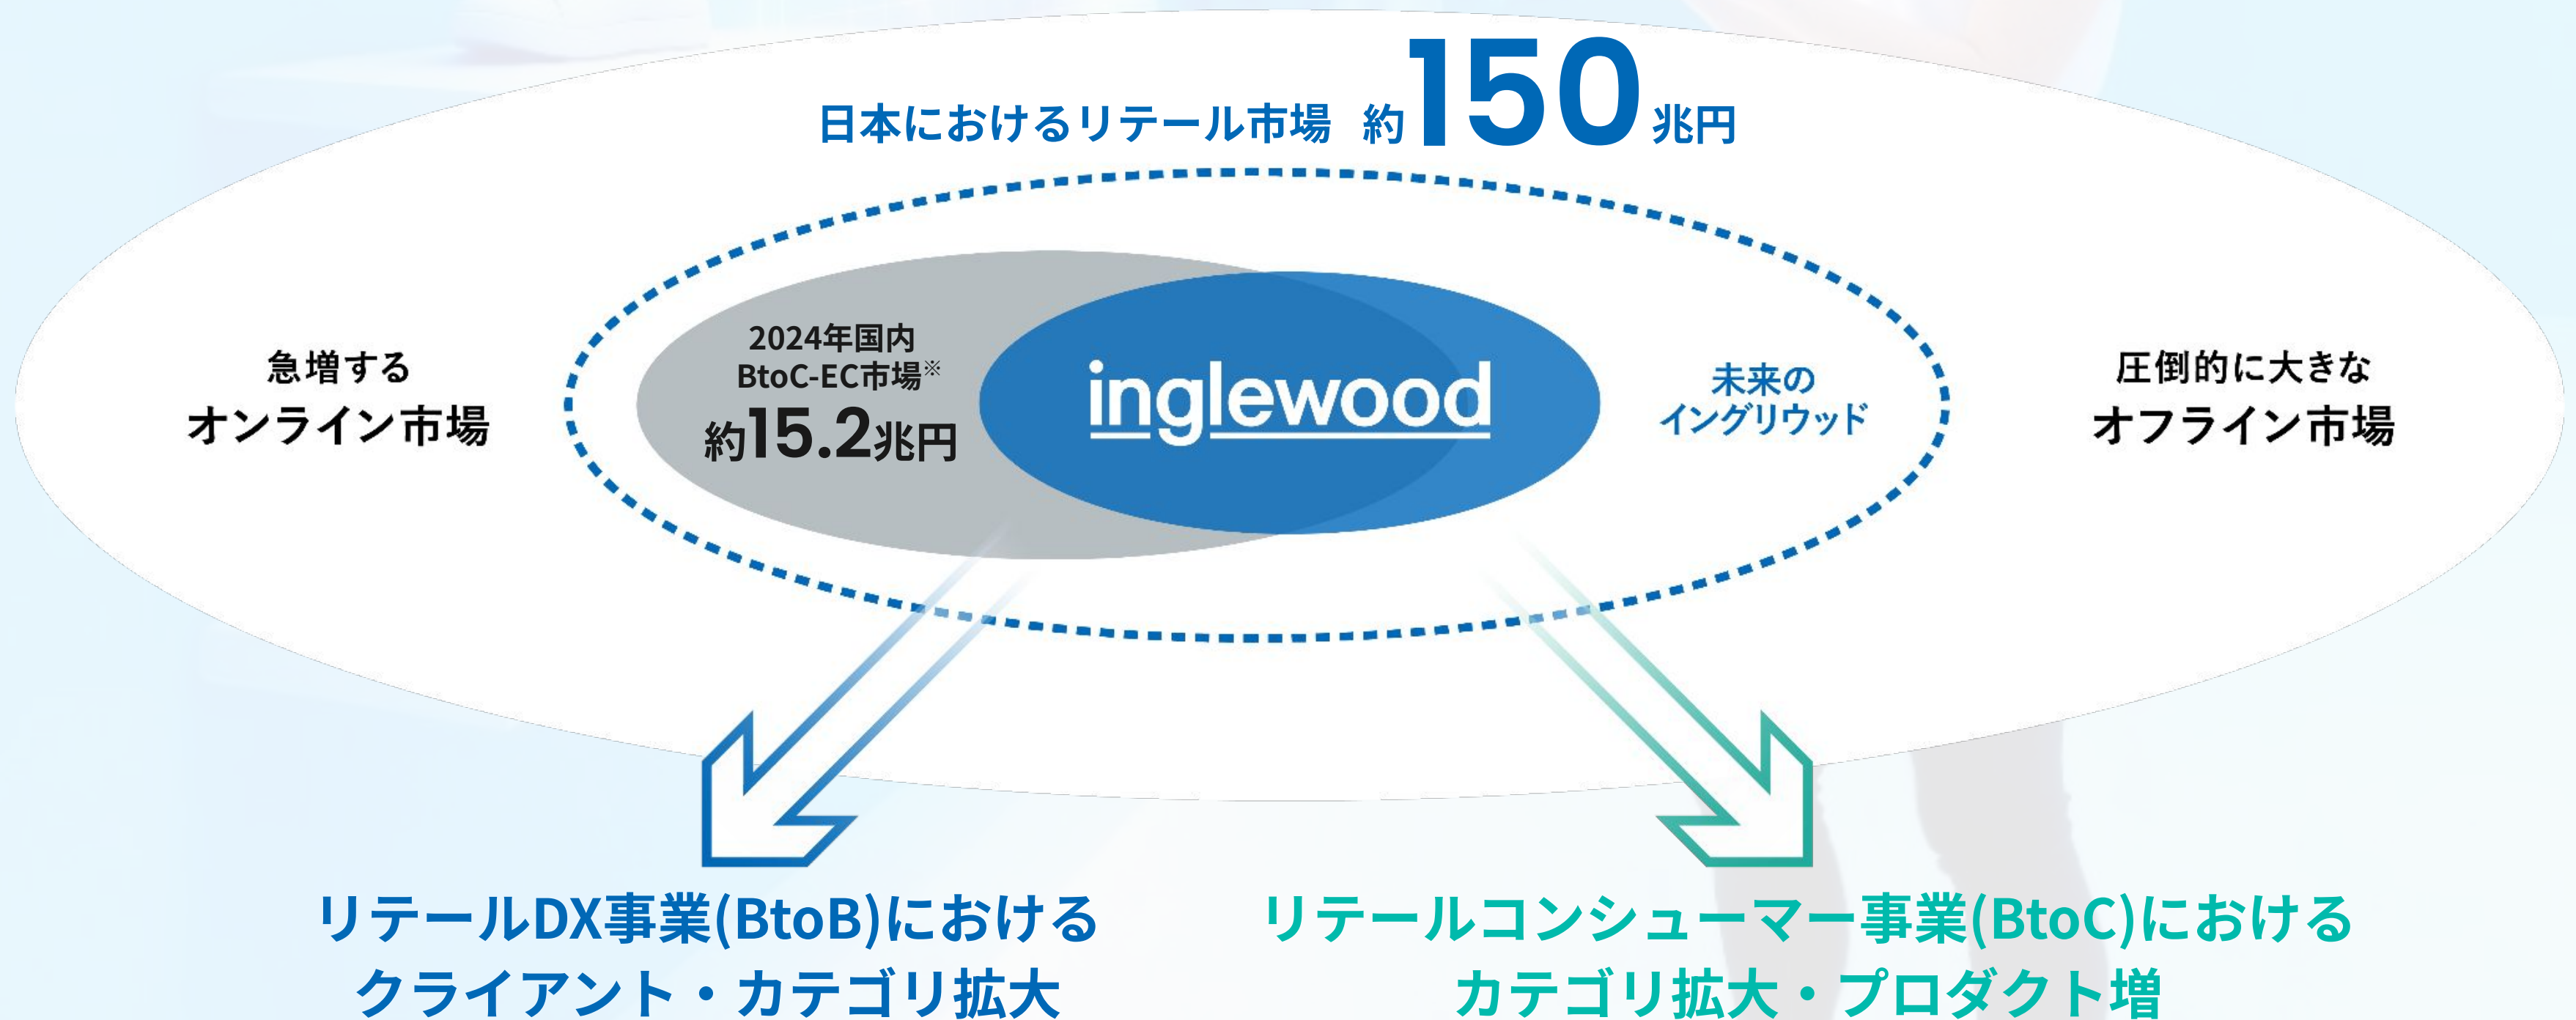 日本におけるリテール市場 約150兆円
急増する
オンライン市場
2024年国内
BtoC-EC市場※
約15.2兆円
inglewood
未来の
イングリウッド
圧倒的に大きな
オフライン市場
リテールDX事業(BtoB)における
クライアント・カテゴリ拡大
リテールコンシューマー事業(BtoC)における
カテゴリ拡大・プロダクト増